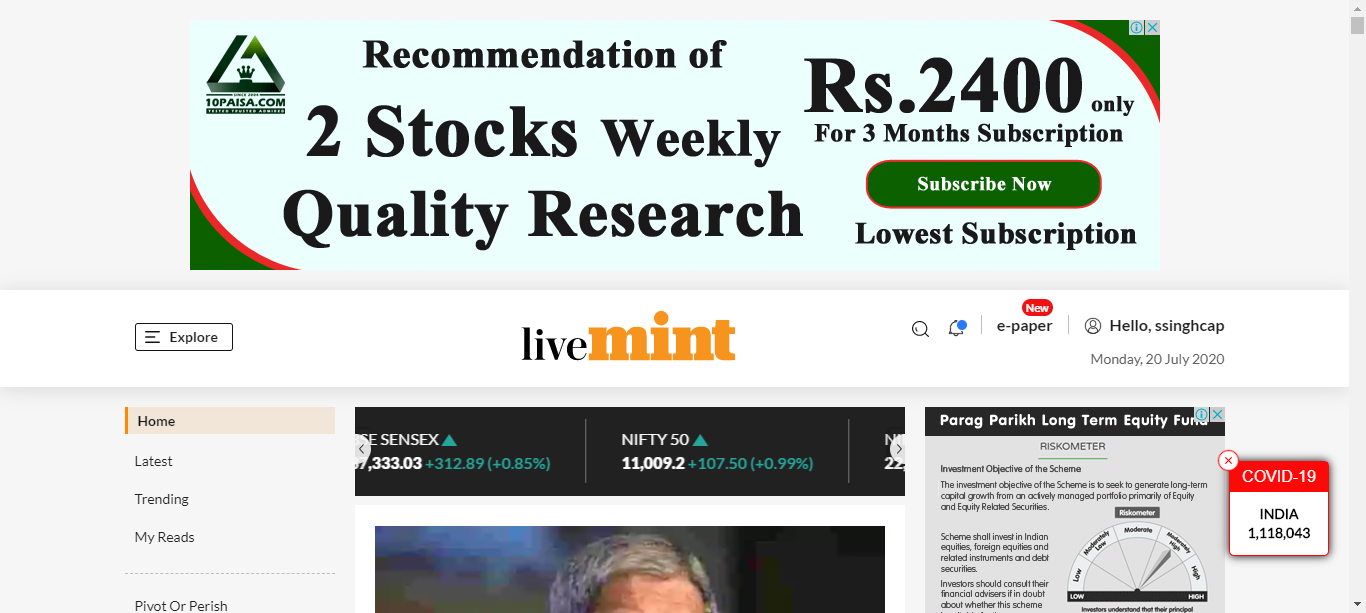 Recommendation of
2 Stocks Weekly
Quality Research
10PAISA.COM
Rs.2400 only
For 3 Months Subscription
Subscribe Now
Lowest Subscription
Explore
livemint
New
e-paper
Hello, ssinghcap
Monday, 20 July 2020
Home
Latest
Trending
My Reads
Pivot Or Perish
SE SENSEX
7,333.03 +312.89 (+0.85%)
NIFTY 50
11,009.2 +107.50 (+0.99%)
22,
Parag Parikh Long Term Equity Fund
RISKOMETER
Investment Objective of the Scheme
The investment objective of the Scheme is to seek to generate long-term
capital growth from an actively managed portfolio primarily of Equity
and Equity Related Securities.
Riskometer
Scheme shall invest in Indian
equities, foreign equities and
related instruments and debt
securities.
Investors should consult their
financial advisers if in doubt
about whether this scheme
Low
Moderately Low
Moderate
Moderately High
High
LOW
HIGH
Investors understand that their principal
COVID-19
INDIA
1,118,043